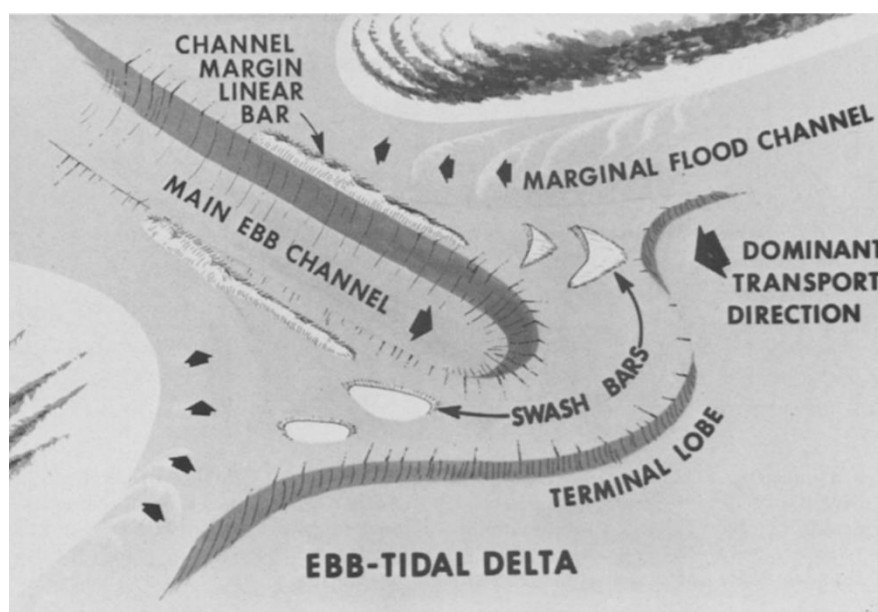 CHANNEL
MARGIN
LINEAR
BAR
MARGINAL FLOOD CHANNEL
MAIN EBB CHANNEL
DOMINANT
TRANSPORT
DIRECTION
SWASH BARS
TERMINAL LOBE
EBB-TIDAL DELTA